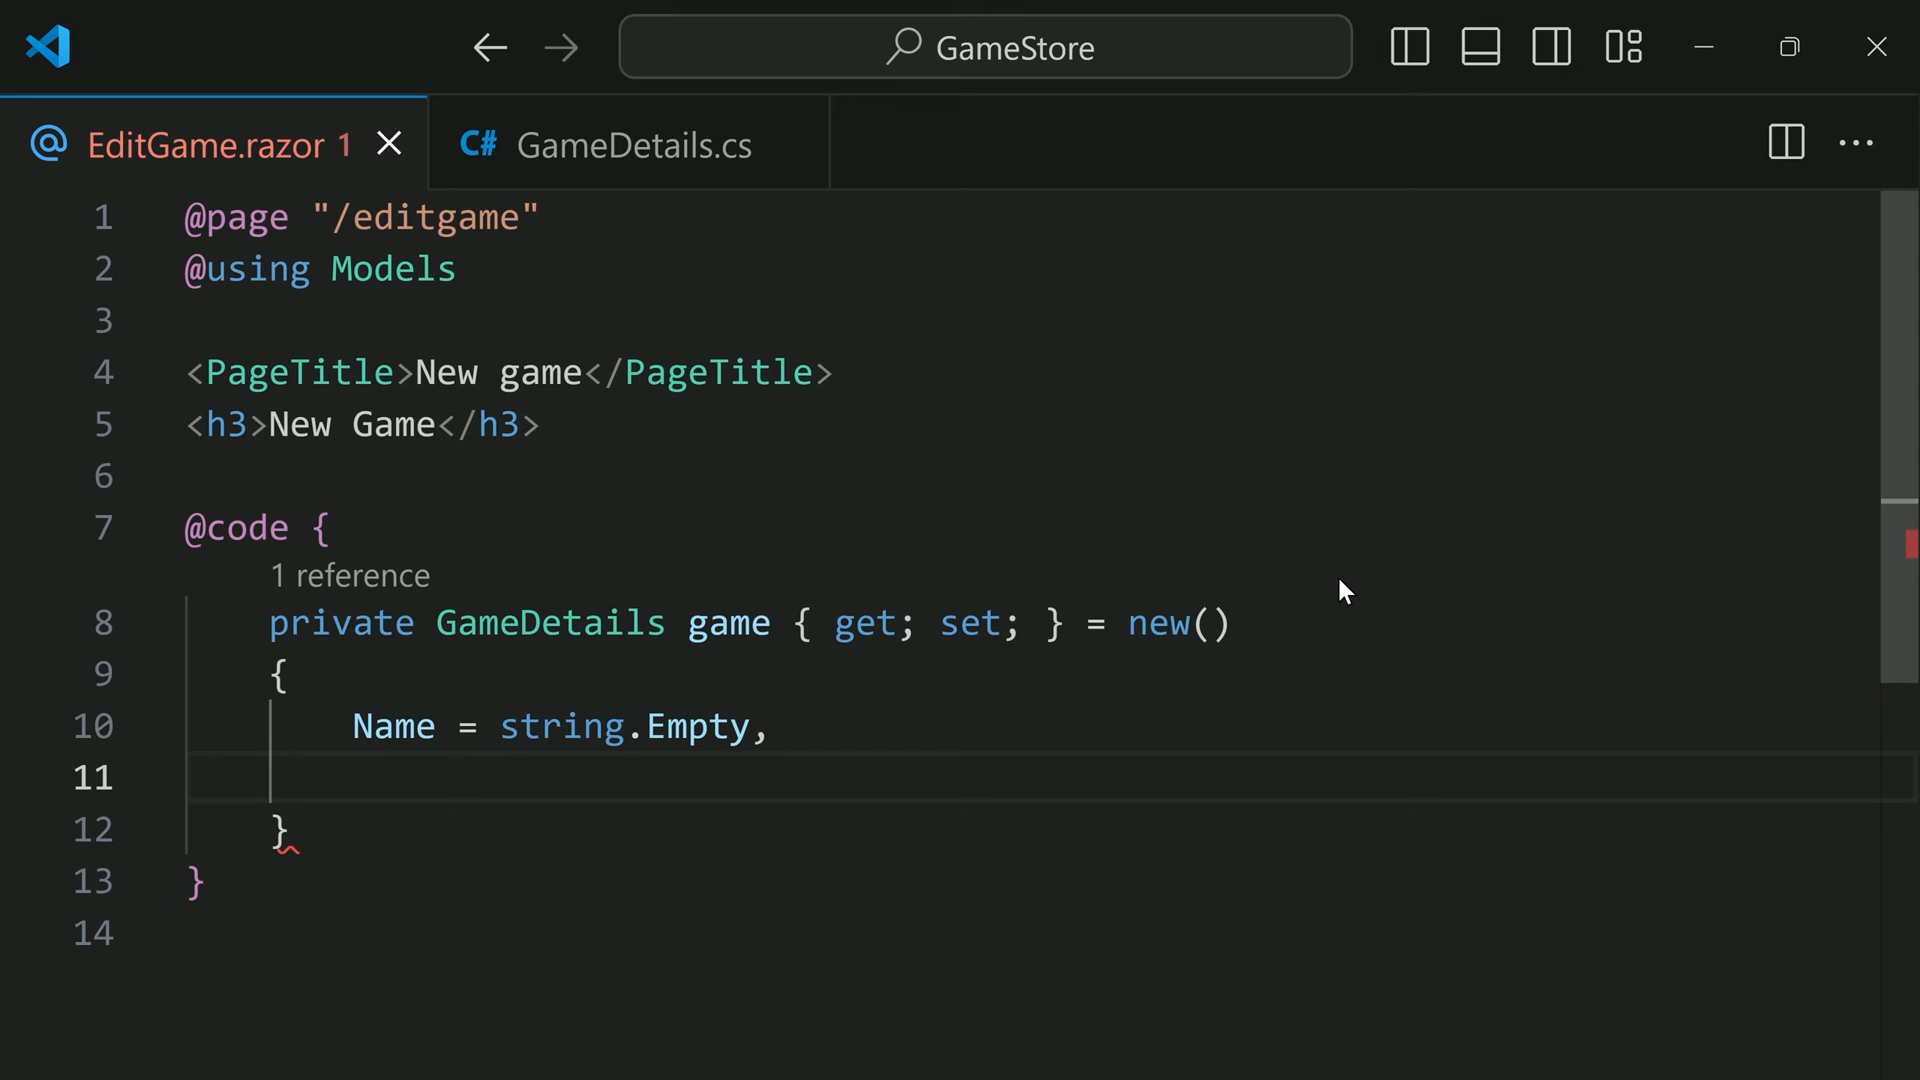 GameStore
EditGame.razor 1
C# GameDetails.cs
1 @page "/editgame"
2 @using Models
3
4 <PageTitle>New game</PageTitle>
5 <h3>New Game</h3>
6
7 @code {
1 reference
8 private GameDetails game { get; set; } = new()
9 {
10 Name = string.Empty,
11
12 }
13 }
14